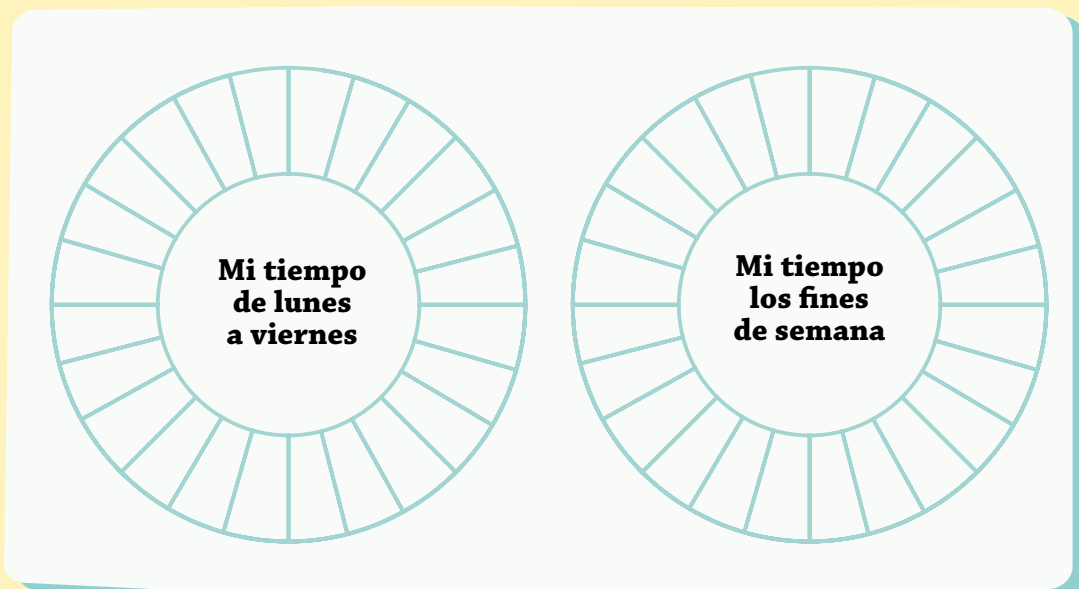 Mi tiempo
de lunes
a viernes
Mi tiempo
los fines
de semana